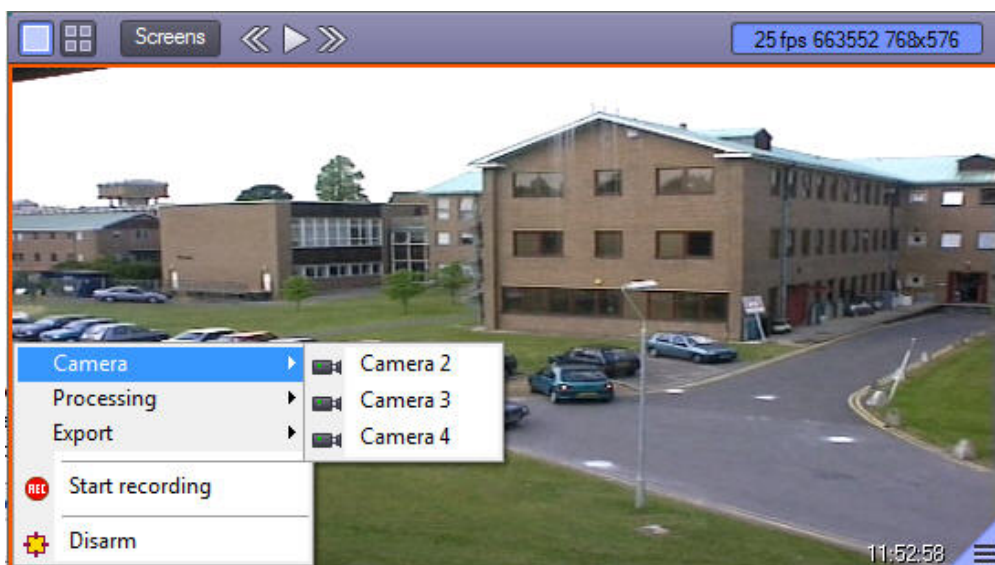 Screens
25 fps 663552 768x576
Camera
Camera 2
Processing
Camera 3
Export
Camera 4
REC
Start recording
Disarm
11:52:58